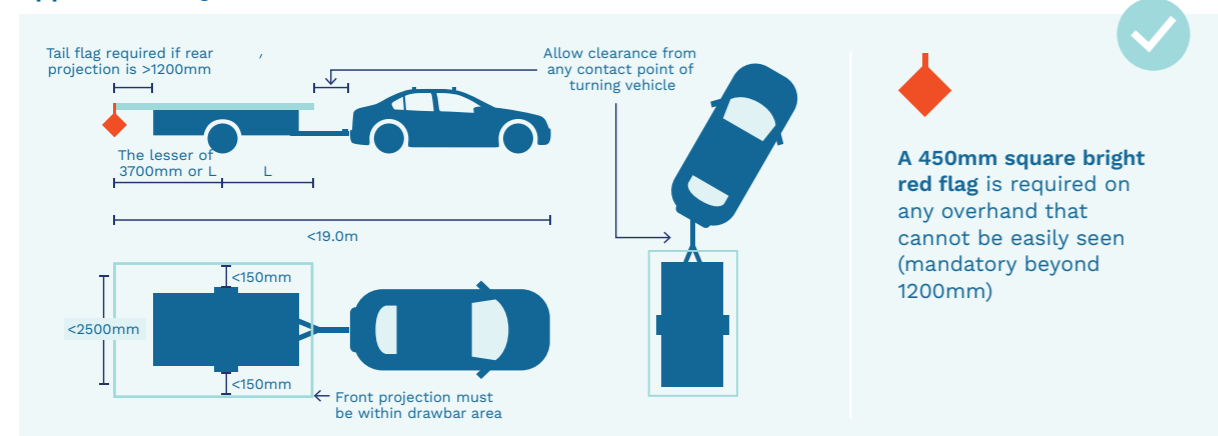 Tail flag required if rear
projection is >1200mm
Allow clearance from
any contact point of
turning vehicle
The lesser of
3700mm or L
L
<19.0m
<150mm
<2500mm
<150mm
Front projection must
be within drawbar area
A 450mm square bright
red flag is required on
any overhand that
cannot be easily seen
(mandatory beyond
1200mm)